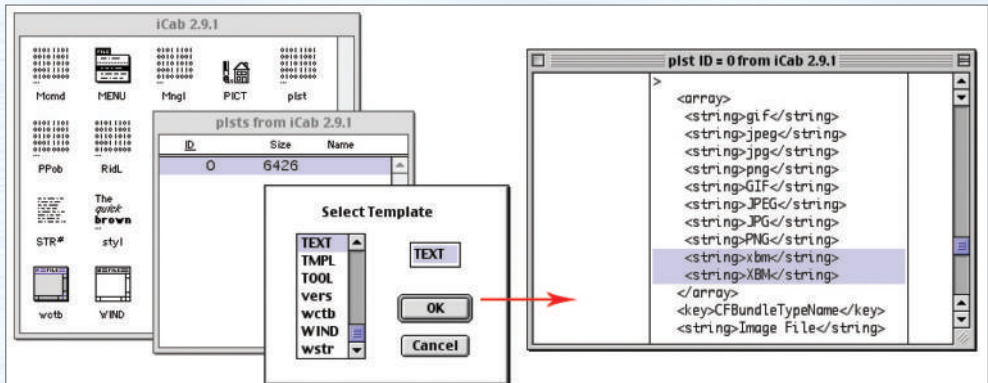 iCab 2.9.1
Mcmd
MENU
Mngl
PICT
plst
PPob
RidL
STR#
The quick brown
styl
wctb
WIND
plsts from iCab 2.9.1
ID Size Name
0 6426
Select Template
TEXT
TMPL
TOOL
vers
wctb
WIND
wstr
TEXT
OK
Cancel
plst ID = 0 from iCab 2.9.1
>
<array>
<string>gif</string>
<string>jpeg</string>
<string>jpg</string>
<string>png</string>
<string>GIF</string>
<string>JPEG</string>
<string>JPG</string>
<string>PNG</string>
<string>xbm</string>
<string>XBM</string>
</array>
<key>CFBundleTypeName</key>
<string>Image File</string>